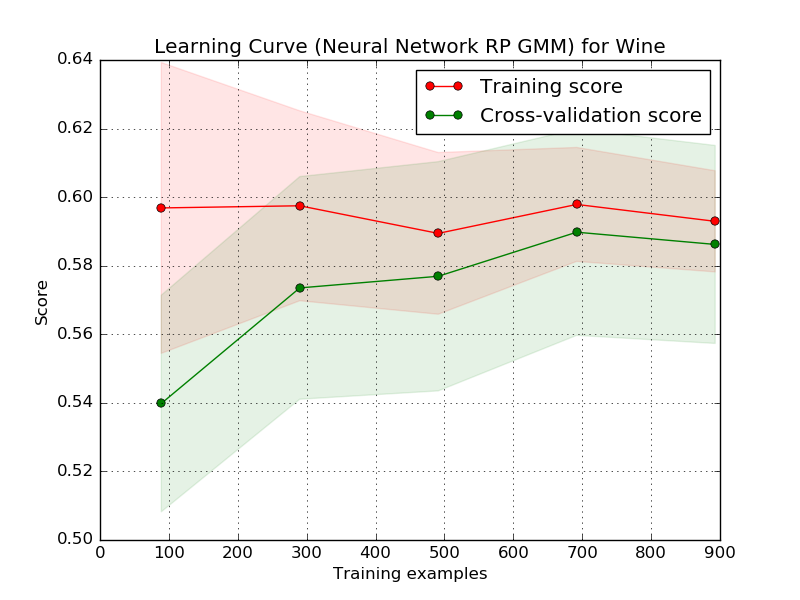 Learning Curve (Neural Network RP GMM) for Wine
Training score
Cross-validation score
0.64
0.62
0.60
0.58
0.56
0.54
0.52
0.50
Score
0 100 200 300 400 500 600 700 800 900
Training examples